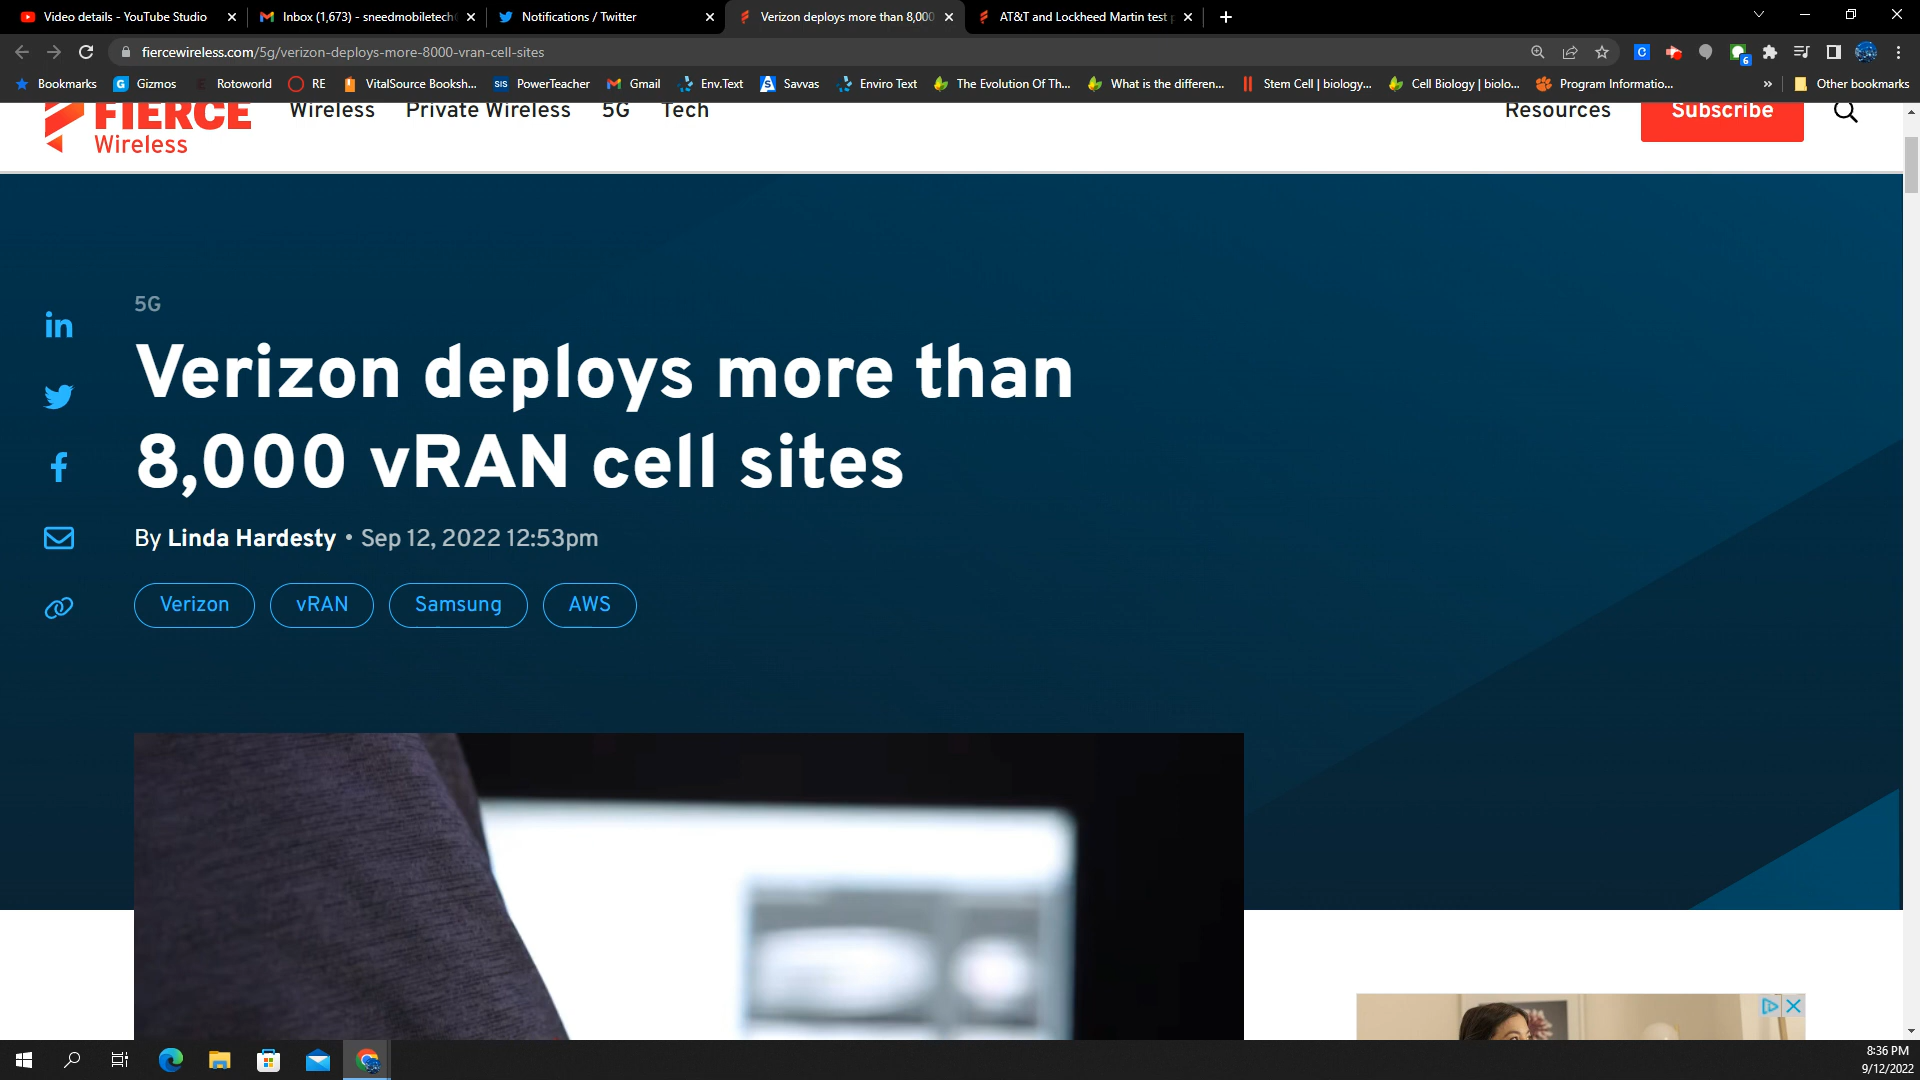 Video details - YouTube Studio
Inbox (1,673) - sneedmobiletech
Notifications / Twitter
Verizon deploys more than 8,000
AT&T and Lockheed Martin test
fiercewireless.com/5g/verizon-deploys-more-8000-vran-cell-sites
6
Bookmarks
Gizmos
Rotoworld
RE
VitalSource Booksh...
SIS PowerTeacher
Gmail
Env.Text
Savvas
Enviro Text
The Evolution Of Th...
What is the differen...
Stem Cell | biology...
Cell Biology | biolo...
Program Informatio...
»
Other bookmarks
FIERCE
Wireless
Wireless
Private Wireless
5G
Tech
Resources
Subscribe
5G
Verizon deploys more than
8,000 vRAN cell sites
By Linda Hardesty • Sep 12, 2022 12:53pm
Verizon
vRAN
Samsung
AWS
8:36 PM
9/12/2022